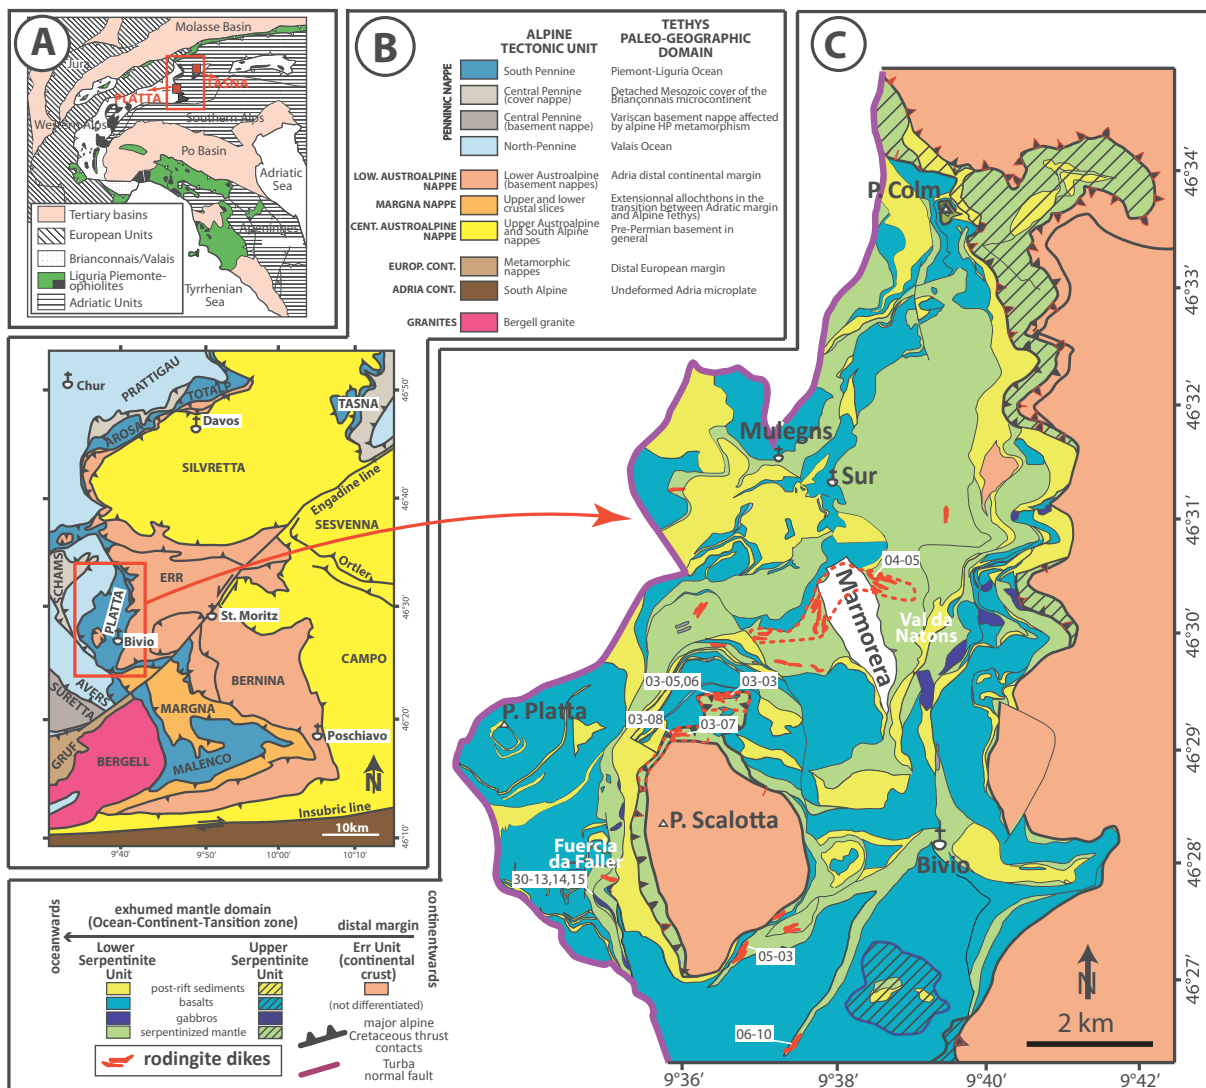 A
Molasse Basin
Jura
TASNA
PLATTA
Western Alps
Southern Alps
Po Basin
Adriatic
Sea
Apennines
Tyrrhenian
Sea
Tertiary basins
European Units
Brianconnais/Valais
Liguria Piemonte-
ophiolites
Adriatic Units
B
ALPINE
TECTONIC UNIT
TETHYS
PALEO-GEOGRAPHIC
DOMAIN
PENNINIC NAPPE
South Pennine
Piemont-Liguria Ocean
Central Pennine
(cover nappe)
Detached Mesozoic cover of the
Briançonnais microcontinent
Central Pennine
(basement nappe)
Variscan basement nappe affected
by alpine HP metamorphism
North-Pennine
Valais Ocean
LOW. AUSTROALPINE
NAPPE
Lower Austroalpine
(basement nappes)
Adria distal continental margin
MARGNA NAPPE
Upper and lower
crustal slices
Extensionnal allochtons in the
transition between Adratic margin
and Alpine Tethys)
CENT. AUSTROALPINE
NAPPE
Upper Austroalpine
and South Alpine
nappes
Pre-Permian basement in
general
EUROP. CONT.
Metamorphic
nappes
Distal European margin
ADRIA CONT.
South Alpine
Undeformed Adria microplate
GRANITES
Bergell granite
Chur
PRATTIGAU
TOTALP
AROSA
Davos
TASNA
SILVRETTA
Engadine line
SESVENNA
Ortler
SCHAMS
ERR
PLATTA
St. Moritz
Bivio
CAMPO
AVERS
SURETTA
BERNINA
MARGNA
Poschiavo
GRUF
BERGELL
MALENCO
N
Insubric line
10km
46°50'
46°40'
46°30'
46°20'
46°10'
9°40'
9°50'
10°00'
10°10'
C
P. Colm
Mulegns
Sur
04-05
Marmorera
Val da
Natons
03-05,06
03-03
P. Platta
03-08
03-07
P. Scalotta
Fuercla
da Faller
30-13,14,15
Bivio
05-03
06-10
N
2 km
46°34'
46°33'
46°32'
46°31'
46°30'
46°29'
46°28'
46°27'
9°36'
9°38'
9°40'
9°42'
oceanwards
continentwards
exhumed mantle domain
(Ocean-Continent-Tansition zone)
distal margin
Lower
Serpentinite
Unit
Upper
Serpentinite
Unit
Err Unit
(continental
crust)
post-rift sediments
basalts
gabbros
serpentinized mantle
(not differentiated)
rodingite dikes
major alpine
Cretaceous thrust
contacts
Turba
normal fault